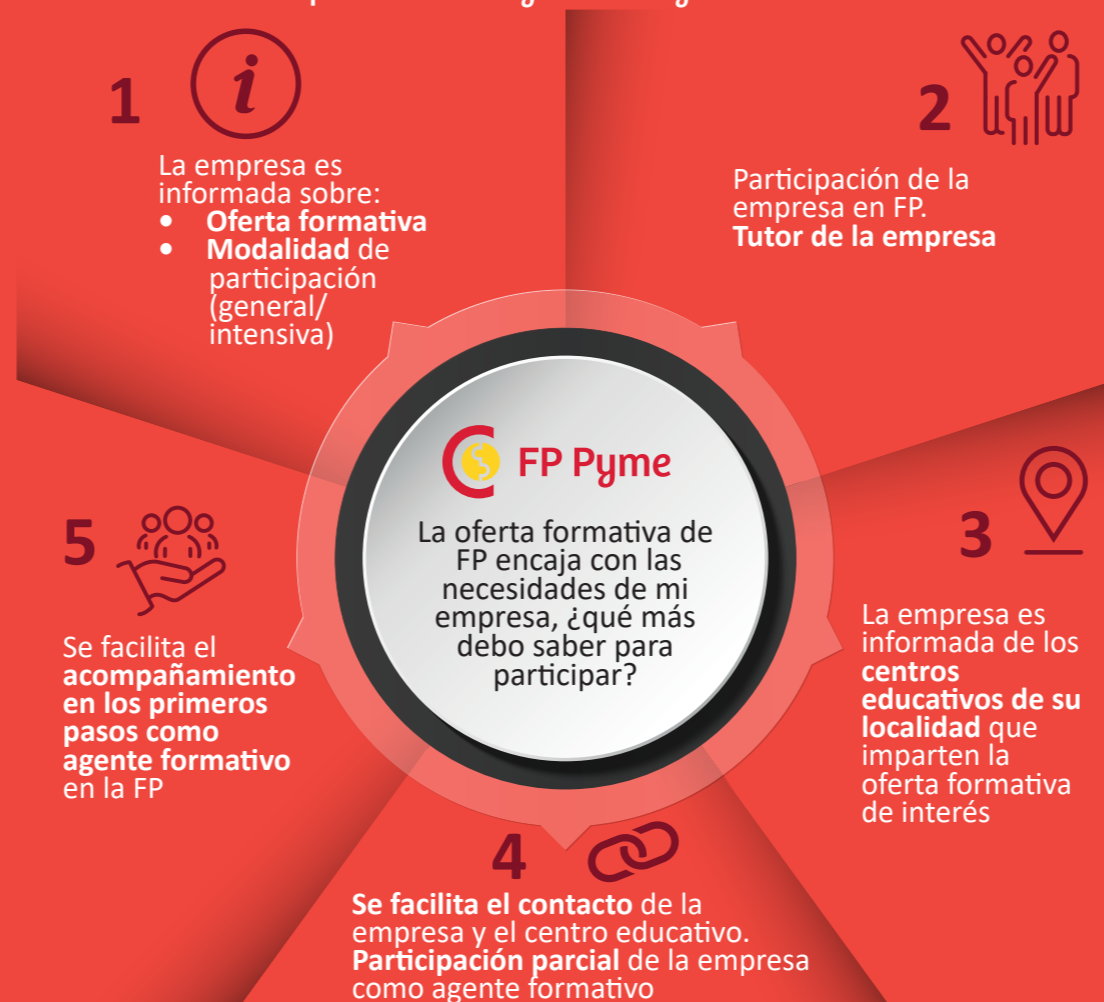 1
La empresa es
informada sobre:
• Oferta formativa
• Modalidad de
participación
(general/
intensiva)
2
Participación de la
empresa en FP.
Tutor de la empresa
FP Pyme
La oferta formativa de
FP encaja con las
necesidades de mi
empresa, ¿qué más
debo saber para
participar?
3
La empresa es
informada de los
centros
educativos de su
localidad que
imparten la
oferta formativa
de interés
4
Se facilita el contacto de la
empresa y el centro educativo.
Participación parcial de la empresa
como agente formativo
5
Se facilita el
acompañamiento
en los primeros
pasos como
agente formativo
en la FP